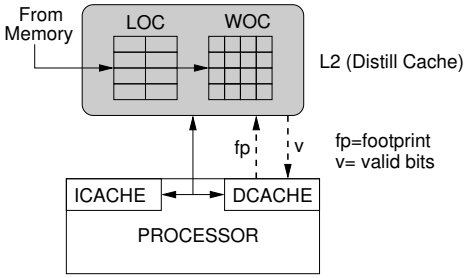 From
Memory
LOC
WOC
L2 (Distill Cache)
fp
v
fp=footprint
v= valid bits
ICACHE
DCACHE
PROCESSOR